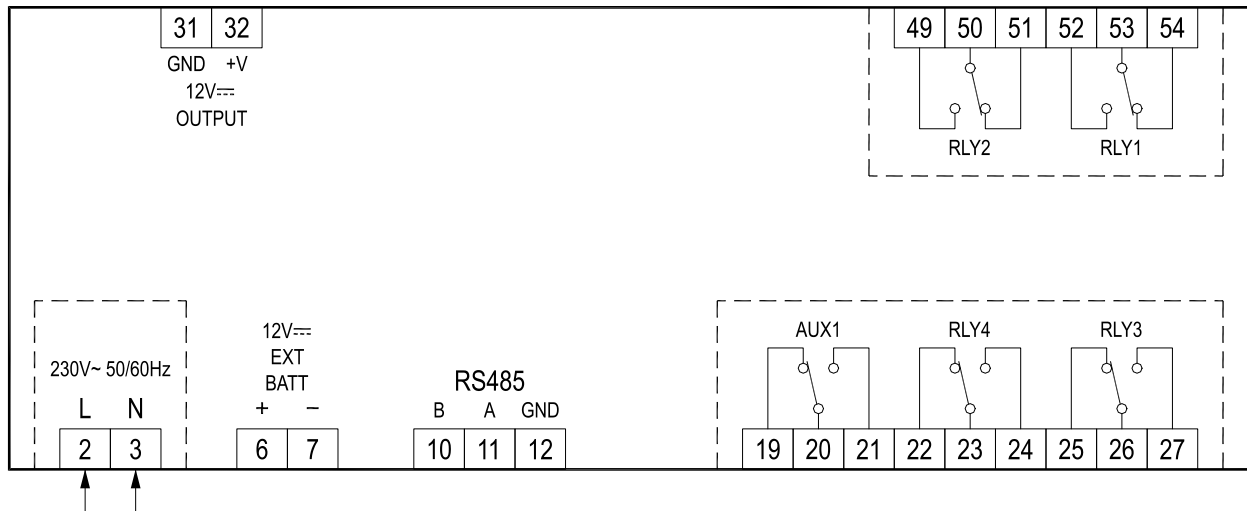 31 32 49 50 51 52 53 54
GND +V
12V⎓
OUTPUT
RLY2 RLY1
230V~ 50/60Hz
L N
2 3
12V⎓
EXT
BATT
+ −
6 7
RS485
B A GND
10 11 12
AUX1 RLY4 RLY3
19 20 21 22 23 24 25 26 27